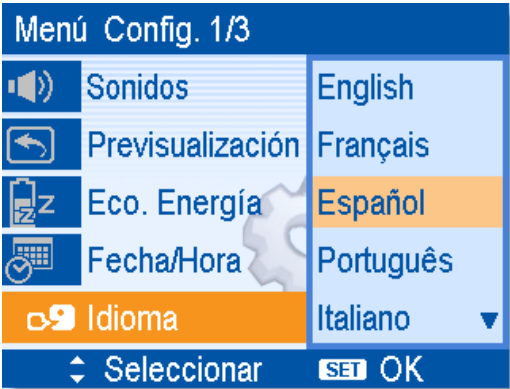 Menú Config. 1/3
Sonidos
Previsualización
Eco. Energía
Fecha/Hora
Idioma
English
Français
Español
Português
Italiano
Seleccionar SET OK